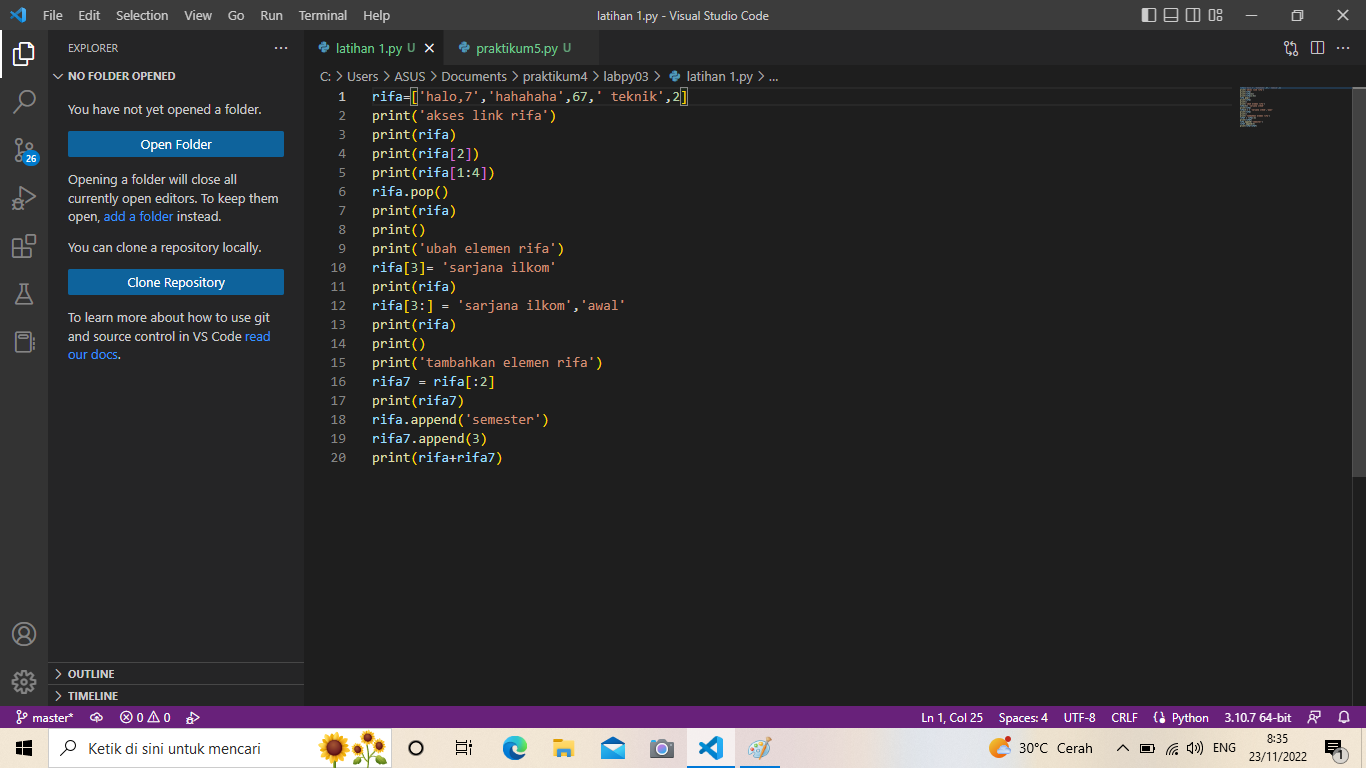 File Edit Selection View Go Run Terminal Help
latihan 1.py - Visual Studio Code
EXPLORER
NO FOLDER OPENED
You have not yet opened a folder.
Open Folder
Opening a folder will close all
currently open editors. To keep them
open, add a folder instead.
You can clone a repository locally.
Clone Repository
To learn more about how to use git
and source control in VS Code read
our docs.
OUTLINE
TIMELINE
26
latihan 1.py U
praktikum5.py U
C: > Users > ASUS > Documents > praktikum4 > labpy03 > latihan 1.py > ...
1 rifa=['halo,7','hahahaha',67,' teknik',2]
2 print('akses link rifa')
3 print(rifa)
4 print(rifa[2])
5 print(rifa[1:4])
6 rifa.pop()
7 print(rifa)
8 print()
9 print('ubah elemen rifa')
10 rifa[3]= 'sarjana ilkom'
11 print(rifa)
12 rifa[3:] = 'sarjana ilkom','awal'
13 print(rifa)
14 print()
15 print('tambahkan elemen rifa')
16 rifa7 = rifa[:2]
17 print(rifa7)
18 rifa.append('semester')
19 rifa7.append(3)
20 print(rifa+rifa7)
master* 0 0
Ln 1, Col 25 Spaces: 4 UTF-8 CRLF Python 3.10.7 64-bit
Ketik di sini untuk mencari
30°C Cerah
ENG
8:35
23/11/2022
1